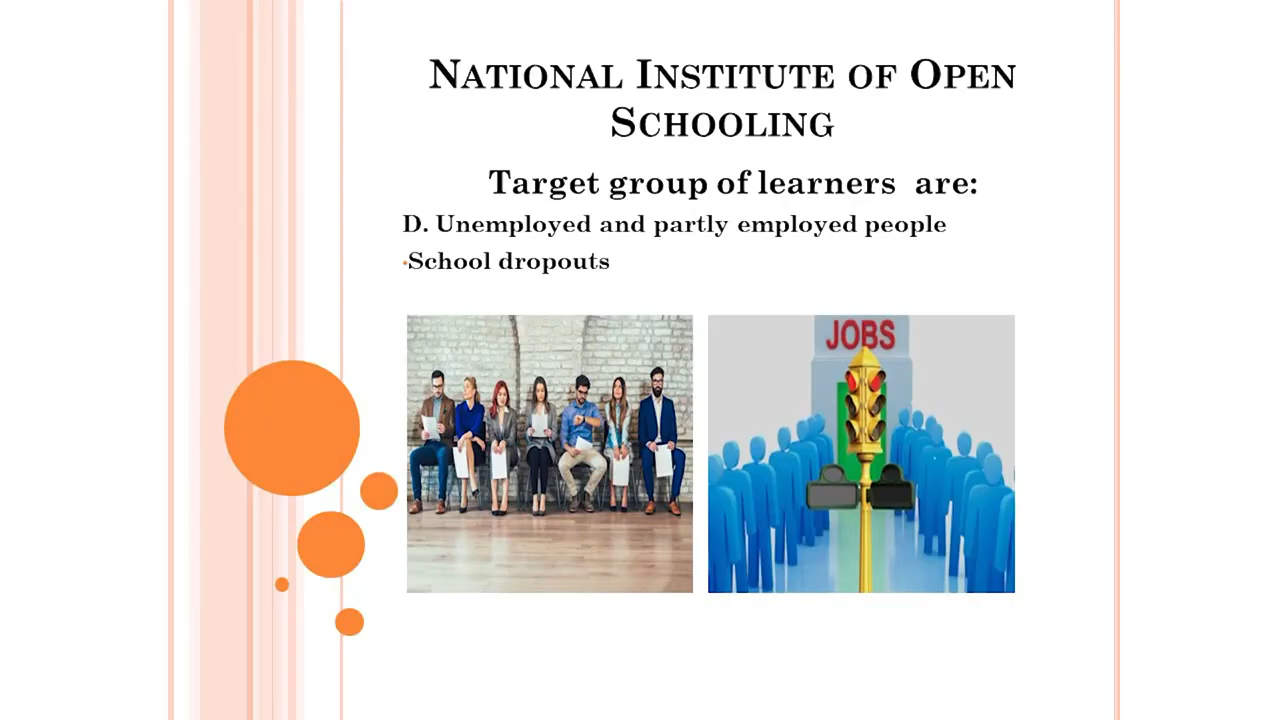 NATIONAL INSTITUTE OF OPEN
SCHOOLING
Target group of learners are:
D. Unemployed and partly employed people
•School dropouts
JOBS